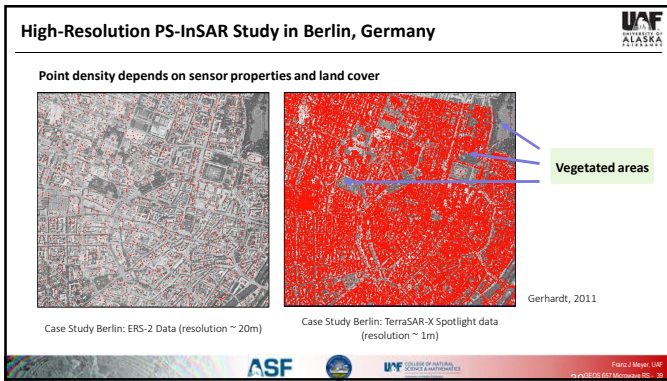 High-Resolution PS-InSAR Study in Berlin, Germany
UAF
UNIVERSITY OF
ALASKA
FAIRBANKS
Point density depends on sensor properties and land cover
Vegetated areas
Gerhardt, 2011
Case Study Berlin: ERS-2 Data (resolution ~ 20m)
Case Study Berlin: TerraSAR-X Spotlight data
(resolution ~ 1m)
ASF
UAF COLLEGE OF NATURAL
SCIENCE & MATHEMATICS
Franz J Meyer, UAF
GEOS 657 Microwave RS - 39